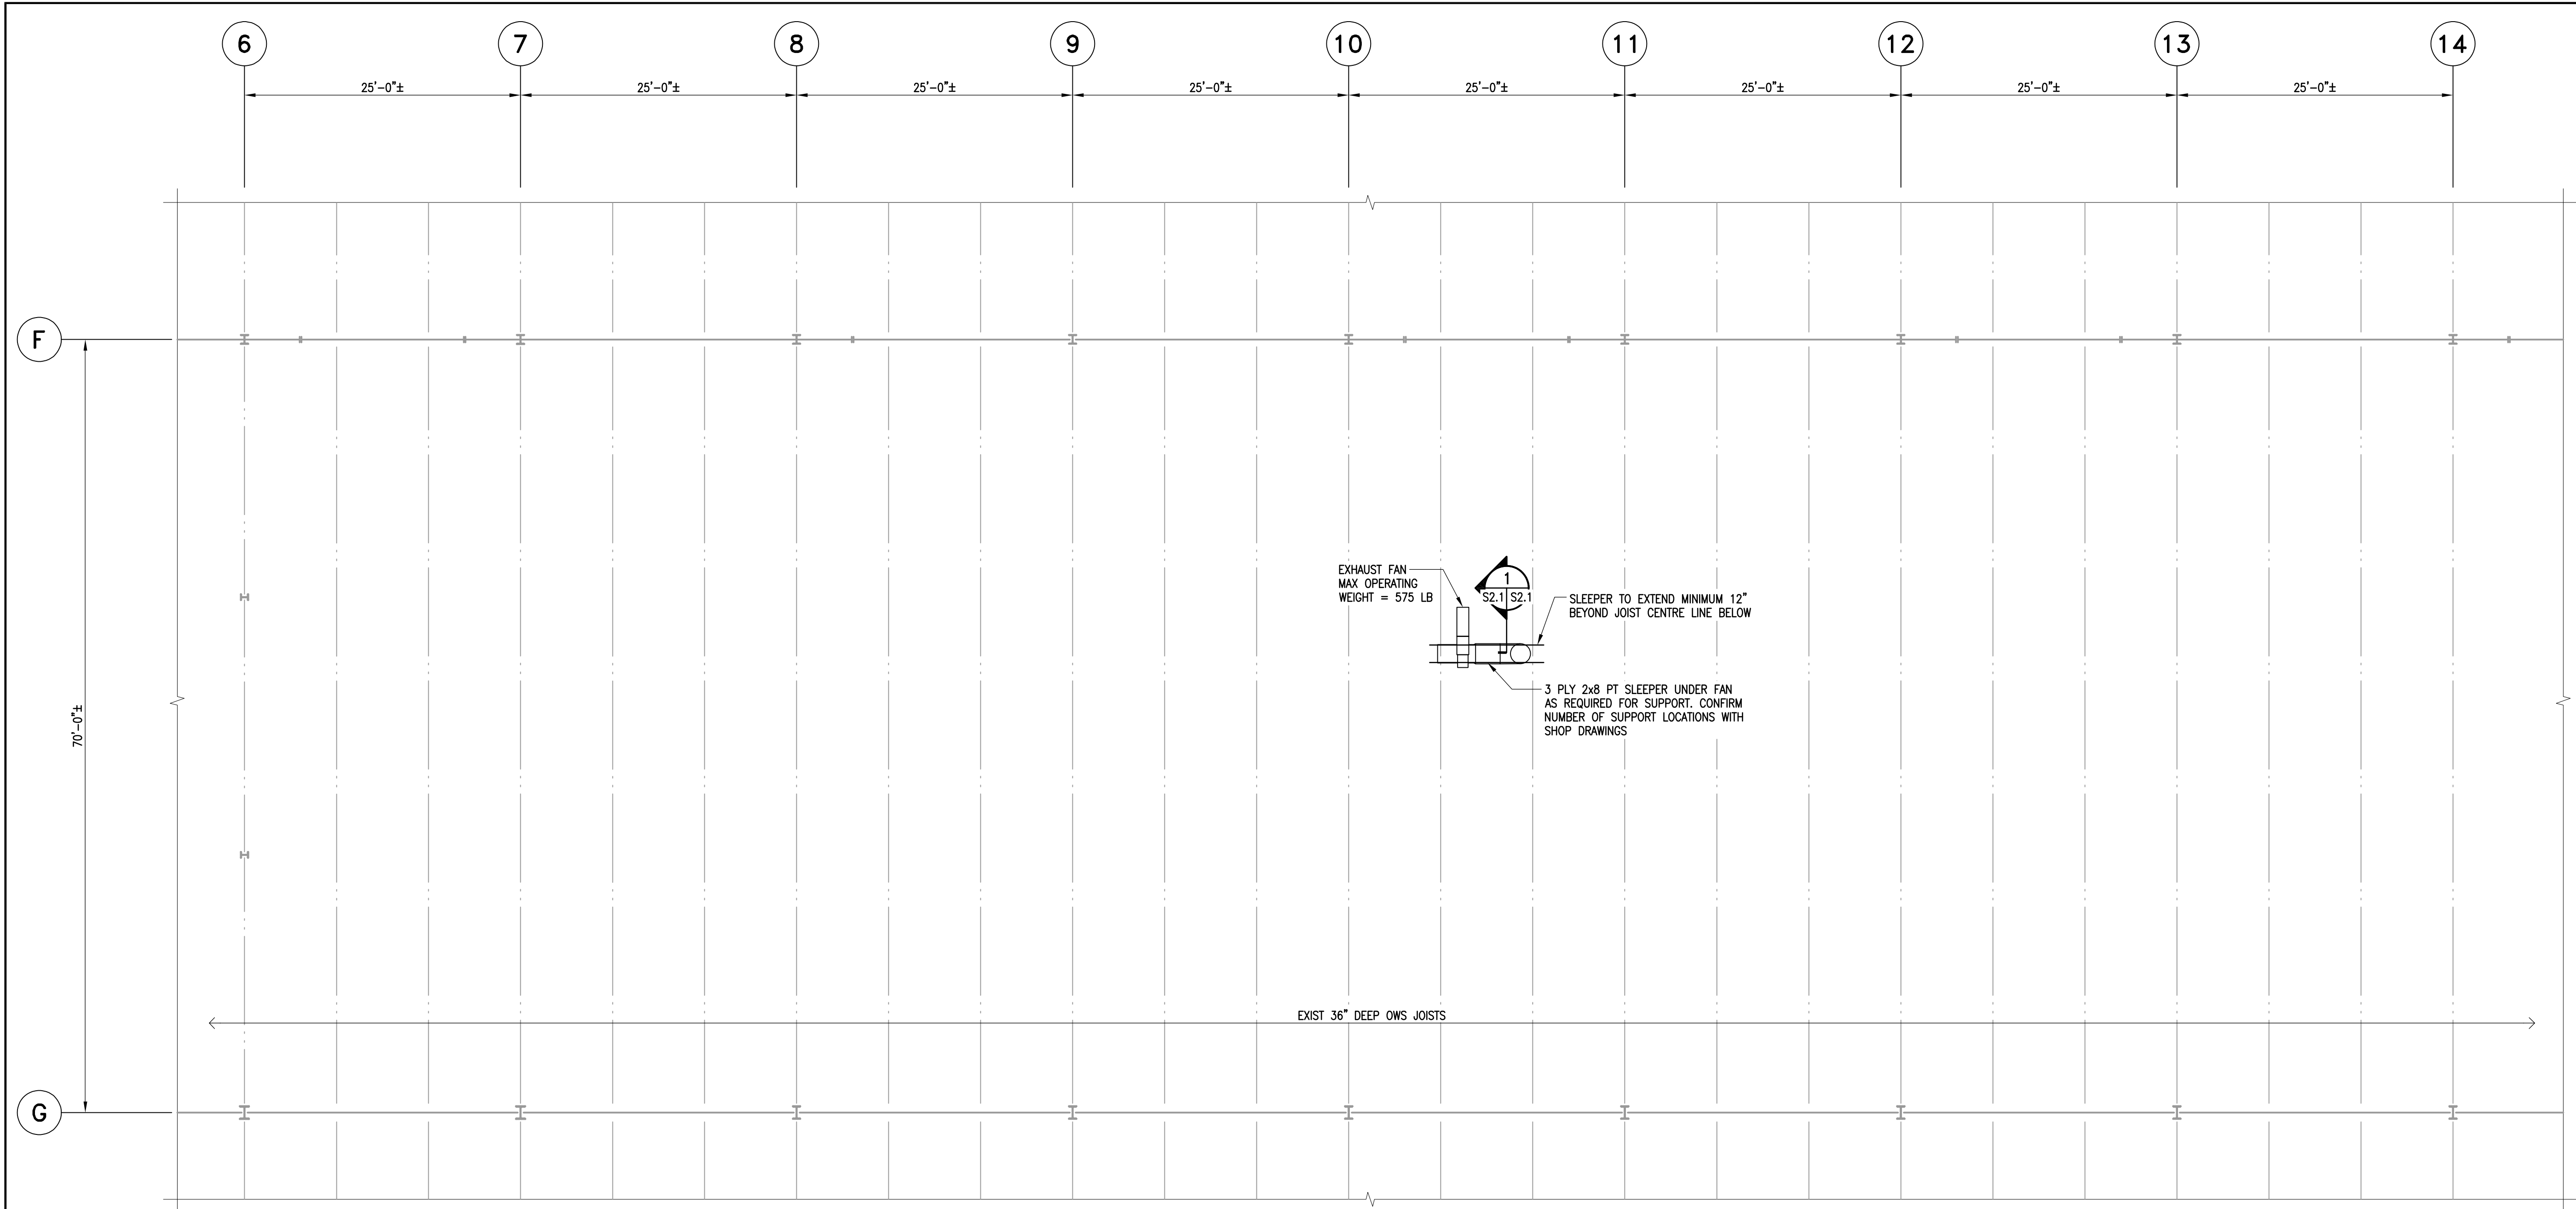 6 7 8 9 10 11 12 13 14
25'-0"± 25'-0"± 25'-0"± 25'-0"± 25'-0"± 25'-0"± 25'-0"± 25'-0"±
F
70'-0"±
EXHAUST FAN
MAX OPERATING
WEIGHT = 575 LB
1
S2.1 S2.1
SLEEPER TO EXTEND MINIMUM 12"
BEYOND JOIST CENTRE LINE BELOW
3 PLY 2x8 PT SLEEPER UNDER FAN
AS REQUIRED FOR SUPPORT. CONFIRM
NUMBER OF SUPPORT LOCATIONS WITH
SHOP DRAWINGS
EXIST 36" DEEP OWS JOISTS
G